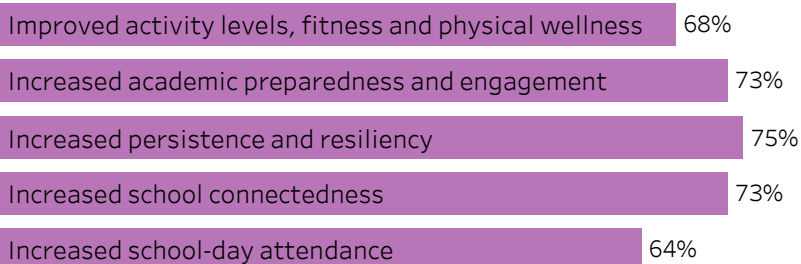 Improved activity levels, fitness and physical wellness 68%
Increased academic preparedness and engagement 73%
Increased persistence and resiliency 75%
Increased school connectedness 73%
Increased school-day attendance 64%